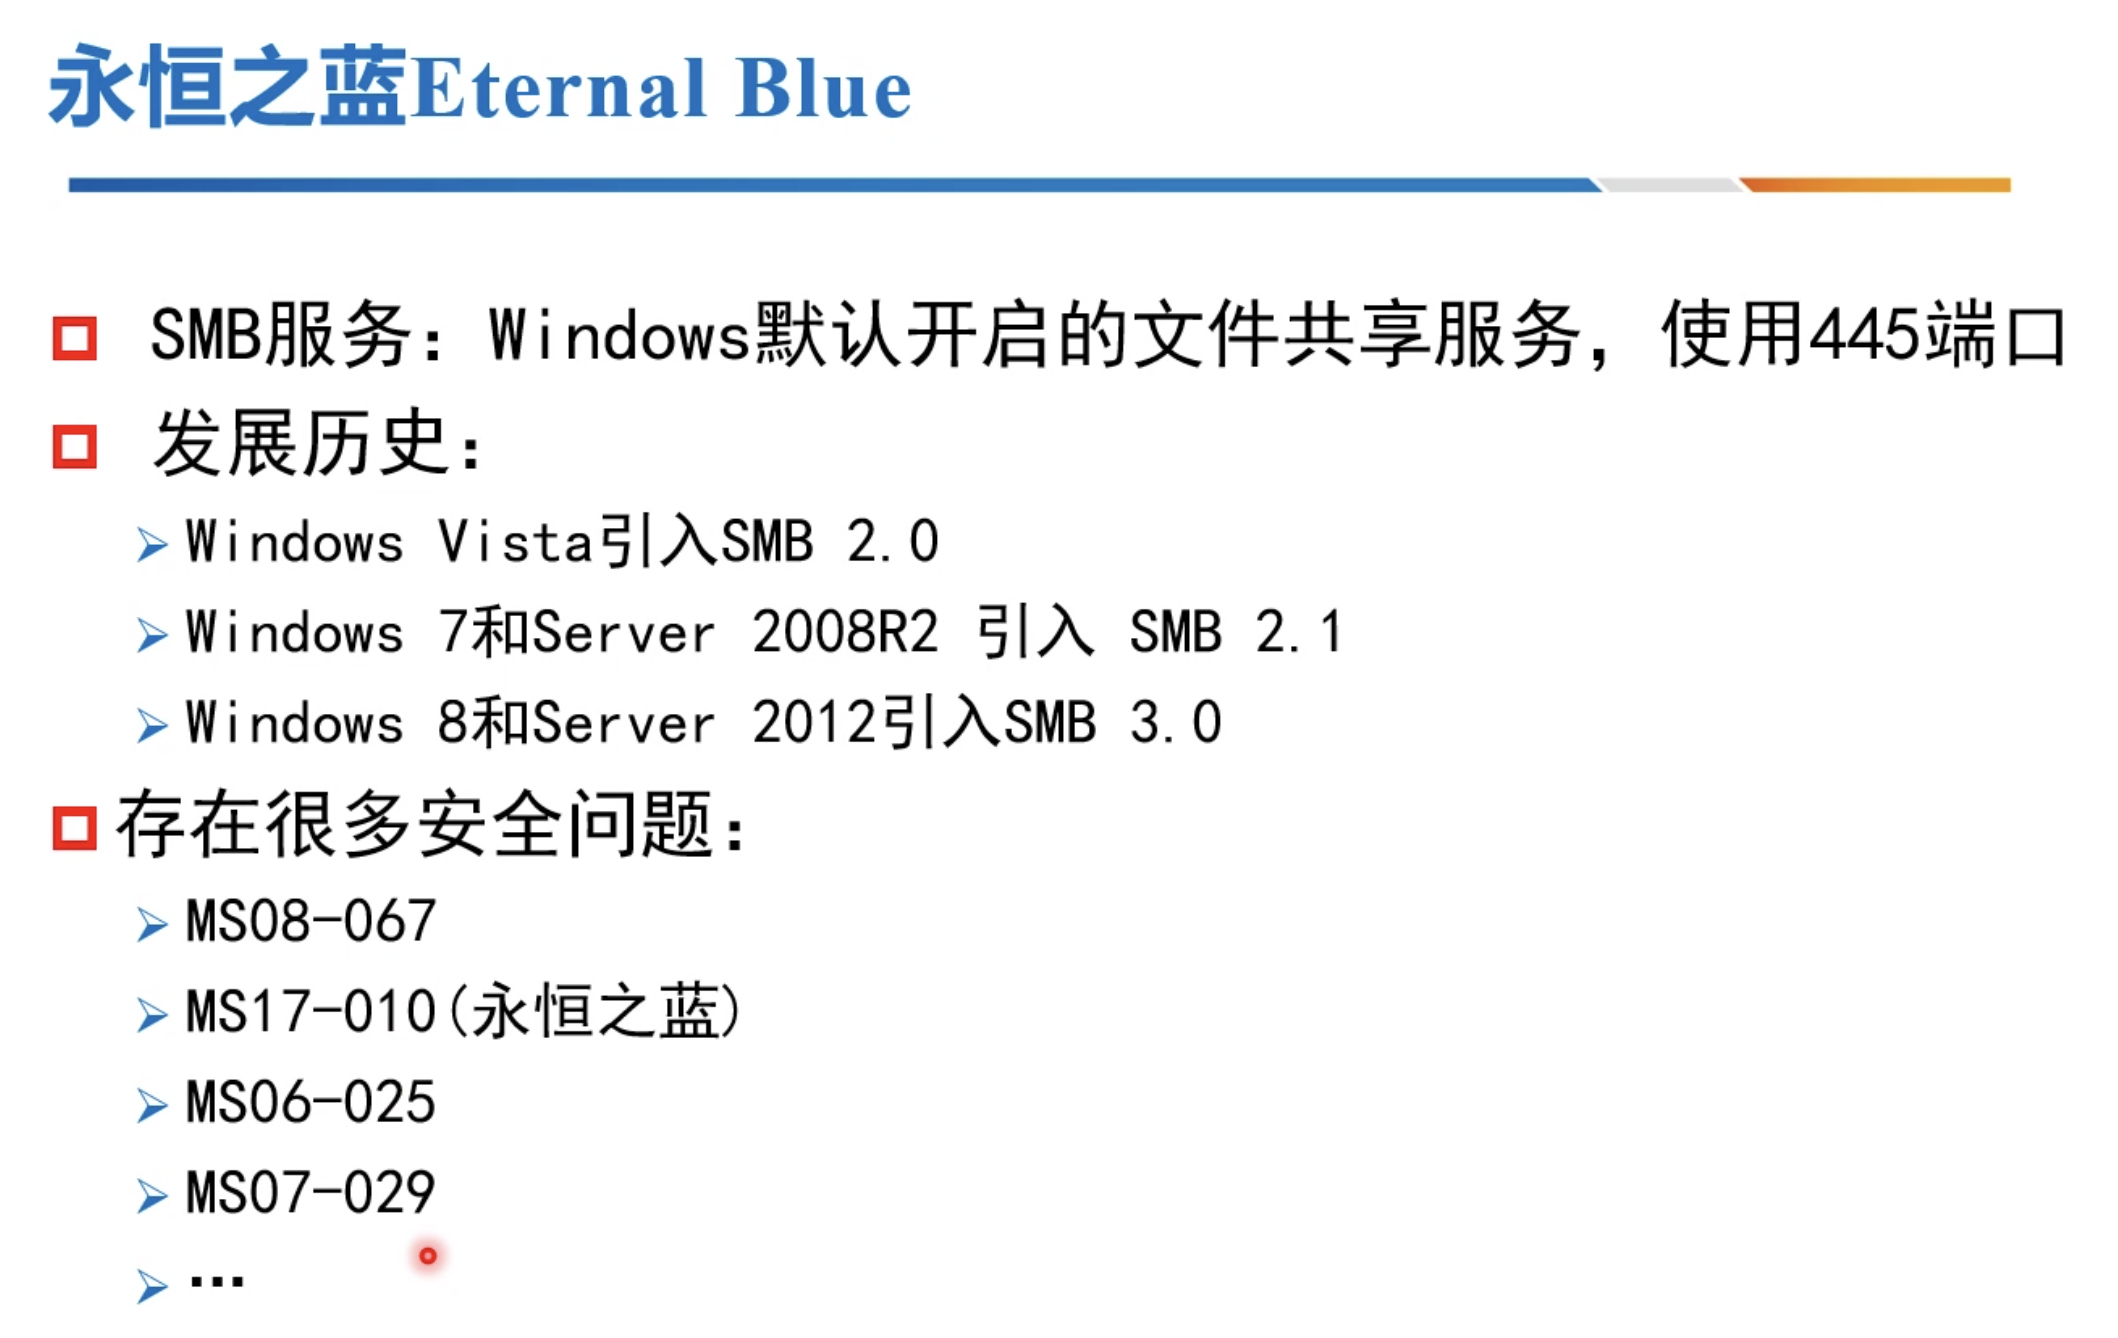 永恒之蓝Eternal Blue
SMB服务：Windows默认开启的文件共享服务，使用445端口
发展历史：
Windows Vista引入SMB 2.0
Windows 7和Server 2008R2 引入 SMB 2.1
Windows 8和Server 2012引入SMB 3.0
存在很多安全问题：
MS08-067
MS17-010(永恒之蓝)
MS06-025
MS07-029
…